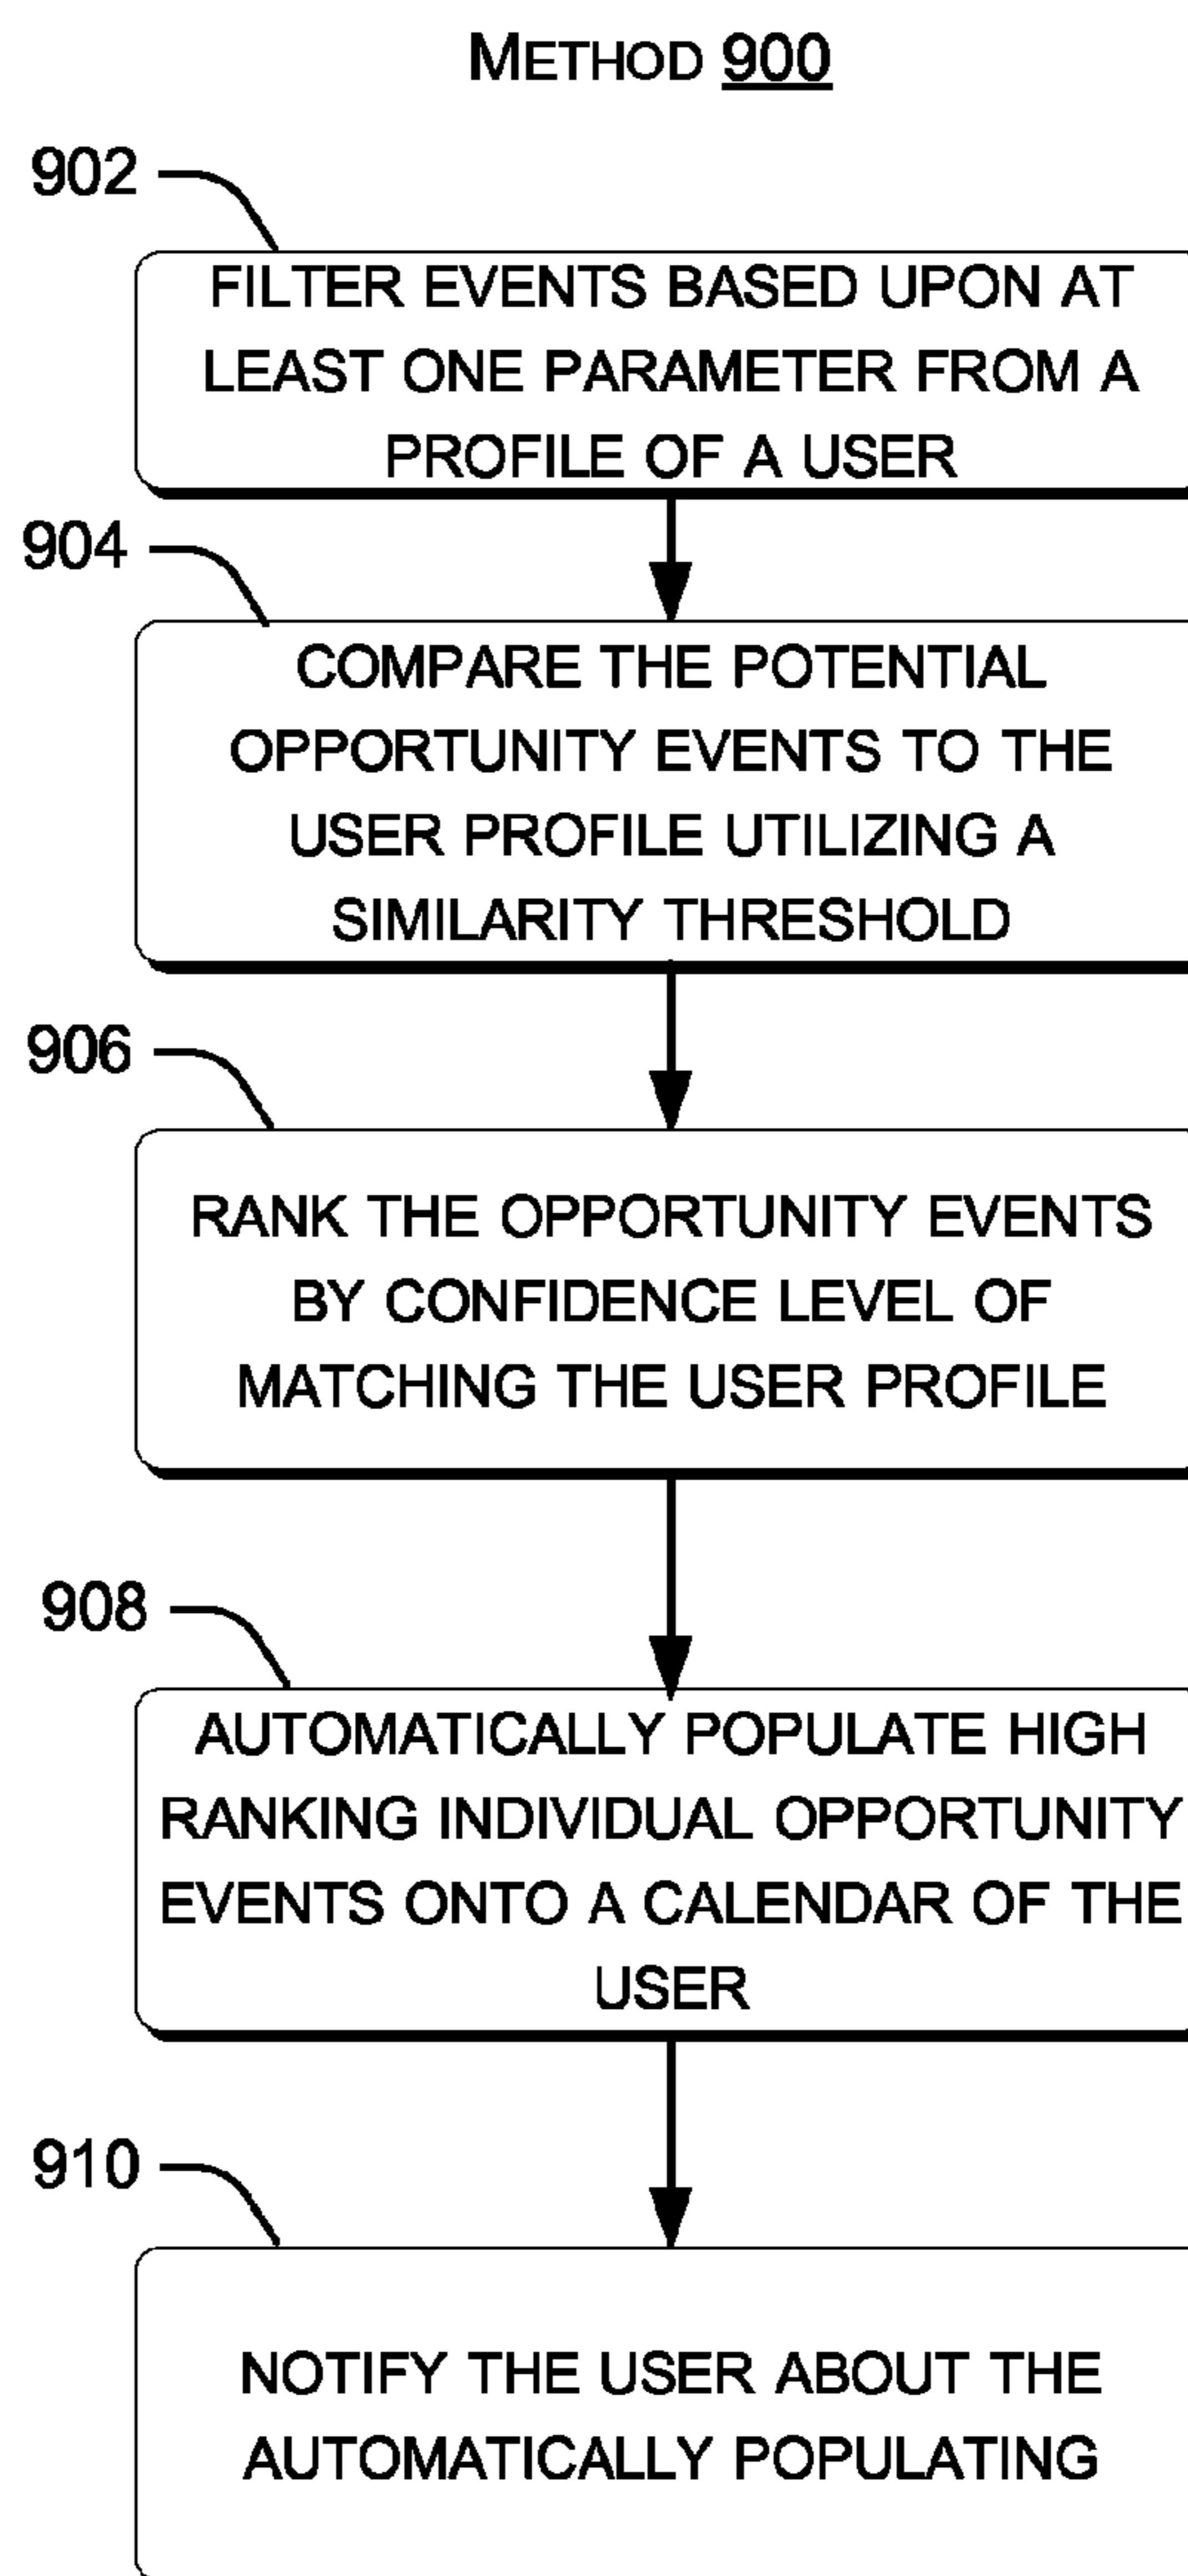 METHOD 900
902
FILTER EVENTS BASED UPON AT
LEAST ONE PARAMETER FROM A
PROFILE OF A USER
904
COMPARE THE POTENTIAL
OPPORTUNITY EVENTS TO THE
USER PROFILE UTILIZING A
SIMILARITY THRESHOLD
906
RANK THE OPPORTUNITY EVENTS
BY CONFIDENCE LEVEL OF
MATCHING THE USER PROFILE
908
AUTOMATICALLY POPULATE HIGH
RANKING INDIVIDUAL OPPORTUNITY
EVENTS ONTO A CALENDAR OF THE
USER
910
NOTIFY THE USER ABOUT THE
AUTOMATICALLY POPULATING